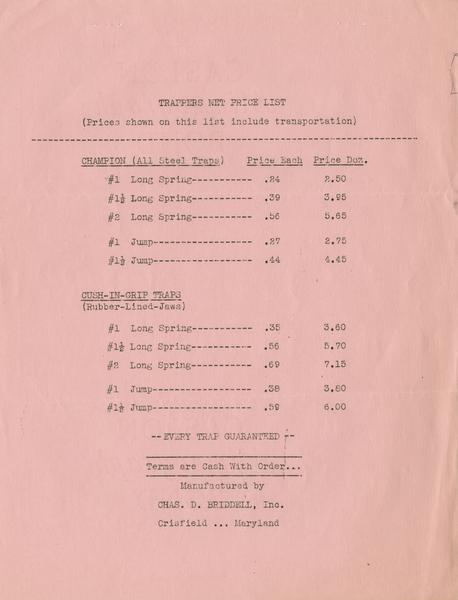 TRAPPERS NET PRICE LIST
(Prices shown on this list include transportation)
CHAMPION (All Steel Traps) Price Each Price Doz.
#1 Long Spring----------- .24 2.50
#1½ Long Spring----------- .39 3.95
#2 Long Spring----------- .56 5.65
#1 Jump------------------ .27 2.75
#1½ Jump------------------ .44 4.45
CUSH-IN-GRIP TRAPS
(Rubber-Lined-Jaws)
#1 Long Spring----------- .35 3.60
#1½ Long Spring----------- .56 5.70
#2 Long Spring----------- .69 7.15
#1 Jump------------------ .38 3.80
#1½ Jump------------------ .59 6.00
--EVERY TRAP GUARANTEED --
Terms are Cash With Order...
Manufactured by
CHAS. D. BRIDDELL, Inc.
Crisfield ... Maryland